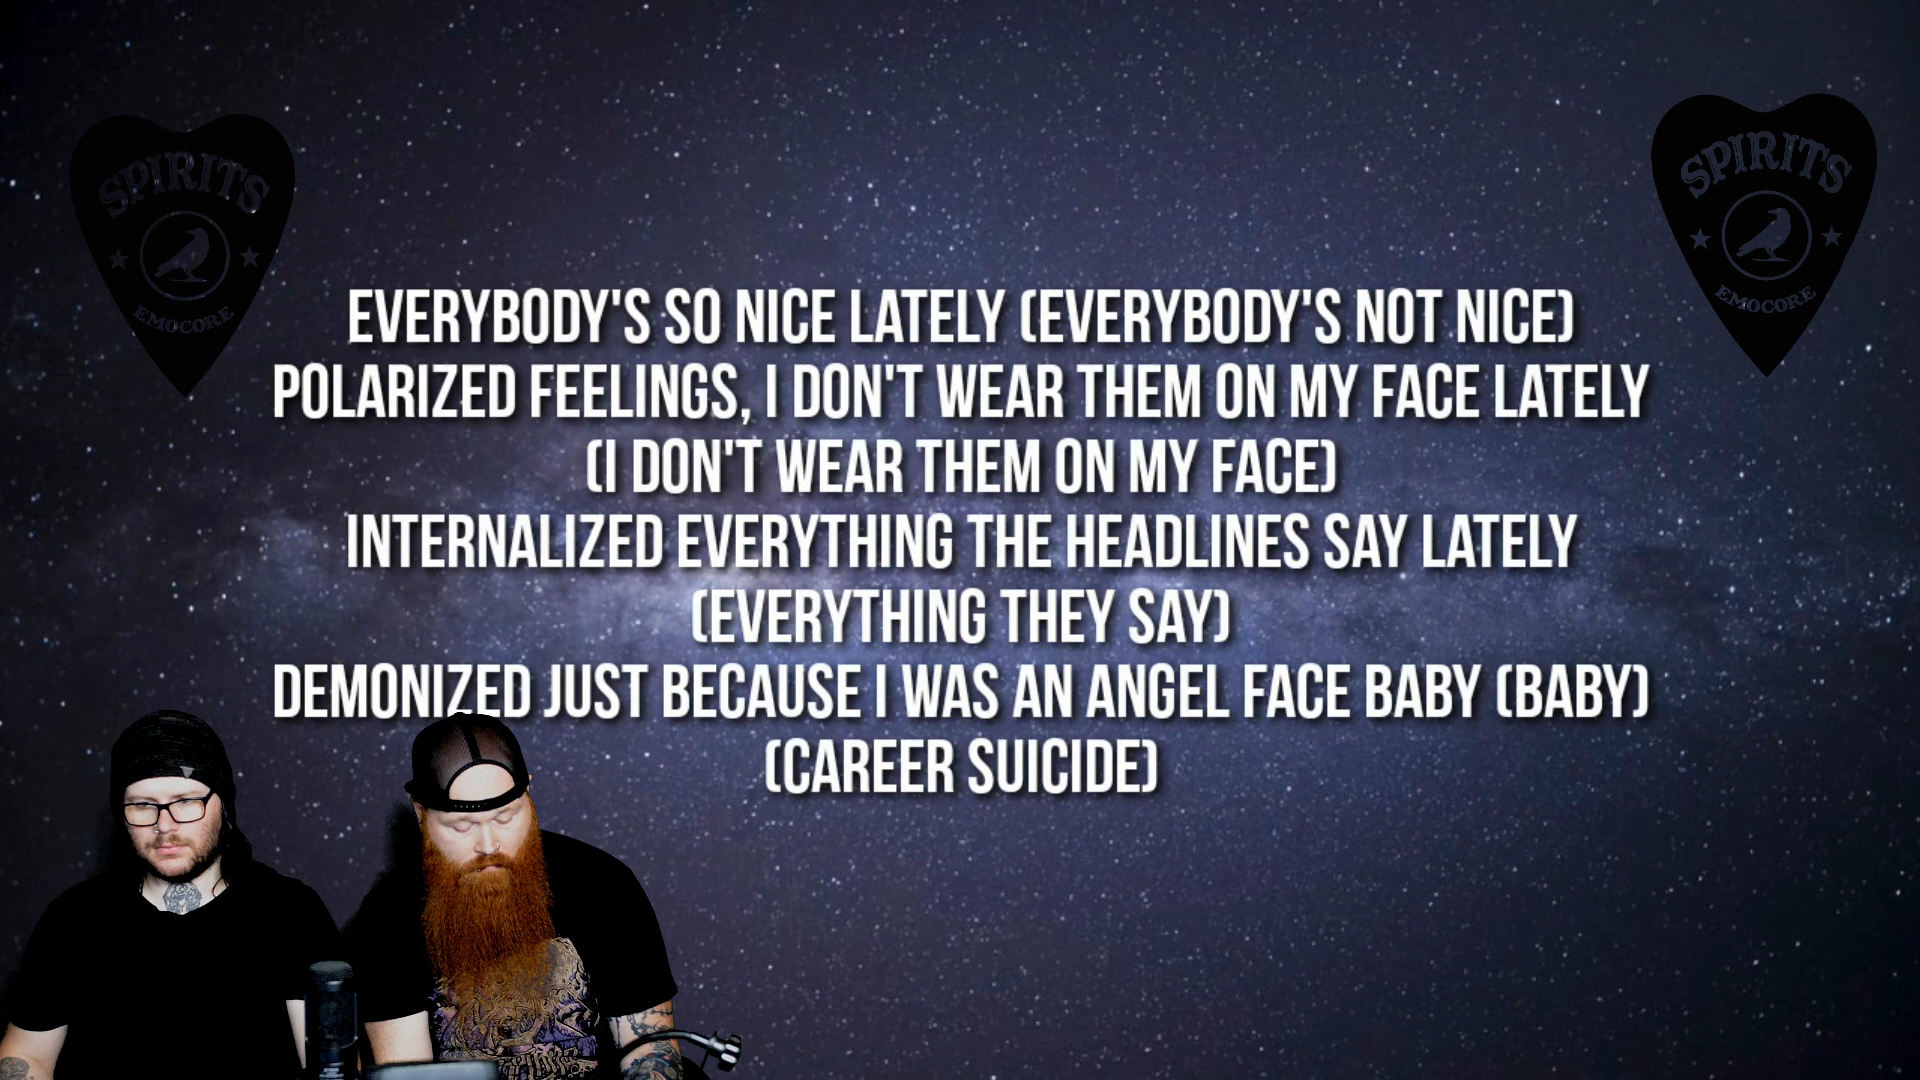 SPIRITS
EMOCORE
SPIRITS
EMOCORE
EVERYBODY'S SO NICE LATELY (EVERYBODY'S NOT NICE)
POLARIZED FEELINGS, I DON'T WEAR THEM ON MY FACE LATELY
(I DON'T WEAR THEM ON MY FACE)
INTERNALIZED EVERYTHING THE HEADLINES SAY LATELY
(EVERYTHING THEY SAY)
DEMONIZED JUST BECAUSE I WAS AN ANGEL FACE BABY (BABY)
(CAREER SUICIDE)